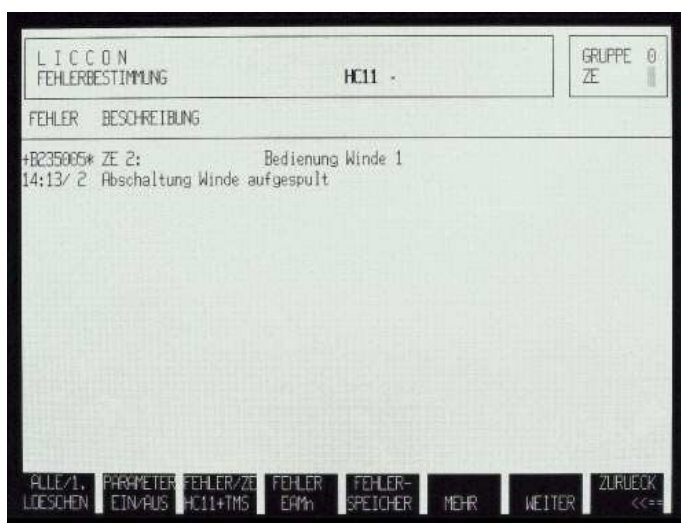 LICCON
FEHLERBESTIMMUNG
HC11 -
GRUPPE 0
ZE
FEHLER BESCHREIBUNG
+B235005* ZE 2: Bedienung Winde 1
14:13/ 2 Abschaltung Winde aufgespult
ALLE/1. LOESCHEN
PARAMETER EIN/AUS
FEHLER/ZE HC11+TMS
FEHLER EAMn
FEHLER- SPEICHER
MEHR
WEITER
ZURUECK <<==